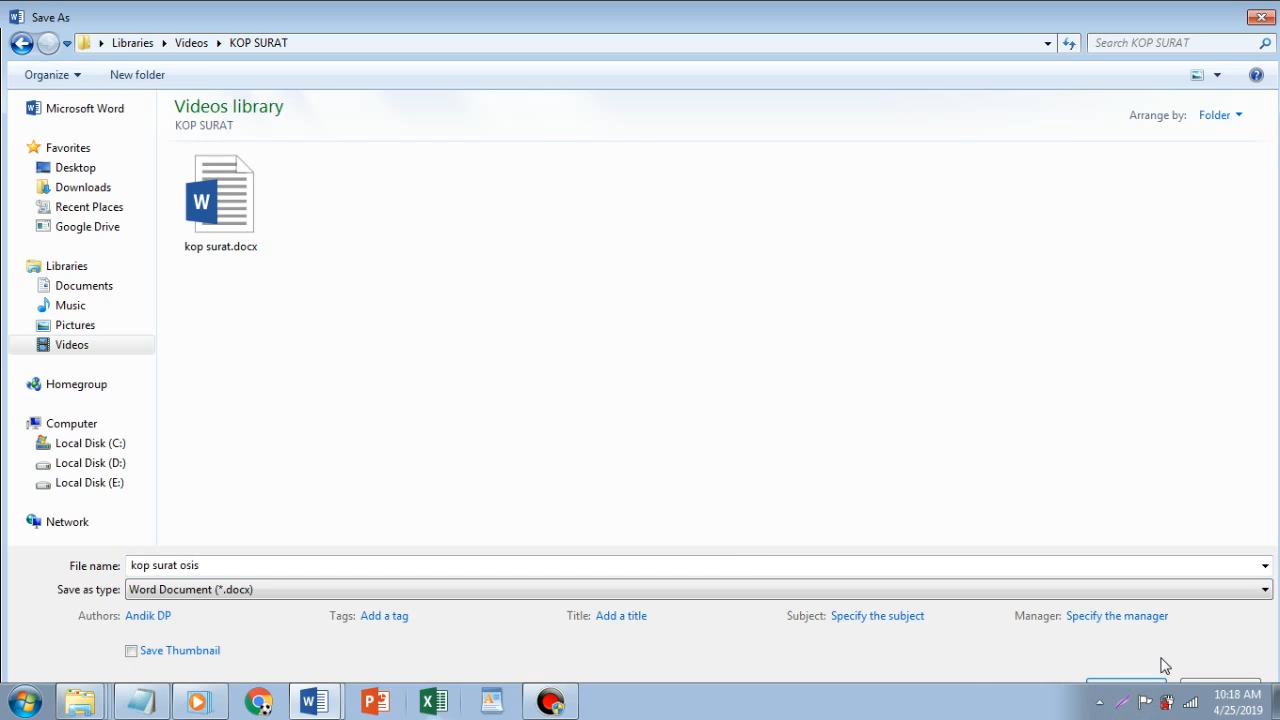 Save As
Libraries Videos KOP SURAT
Search KOP SURAT
Organize New folder
Microsoft Word
Favorites
Desktop
Downloads
Recent Places
Google Drive
Libraries
Documents
Music
Pictures
Videos
Homegroup
Computer
Local Disk (C:)
Local Disk (D:)
Local Disk (E:)
Network
Videos library
KOP SURAT
Arrange by: Folder
W
kop surat.docx
File name: kop surat osis
Save as type: Word Document (*.docx)
Authors: Andik DP Tags: Add a tag Title: Add a title Subject: Specify the subject Manager: Specify the manager
Save Thumbnail
10:18 AM
4/25/2019